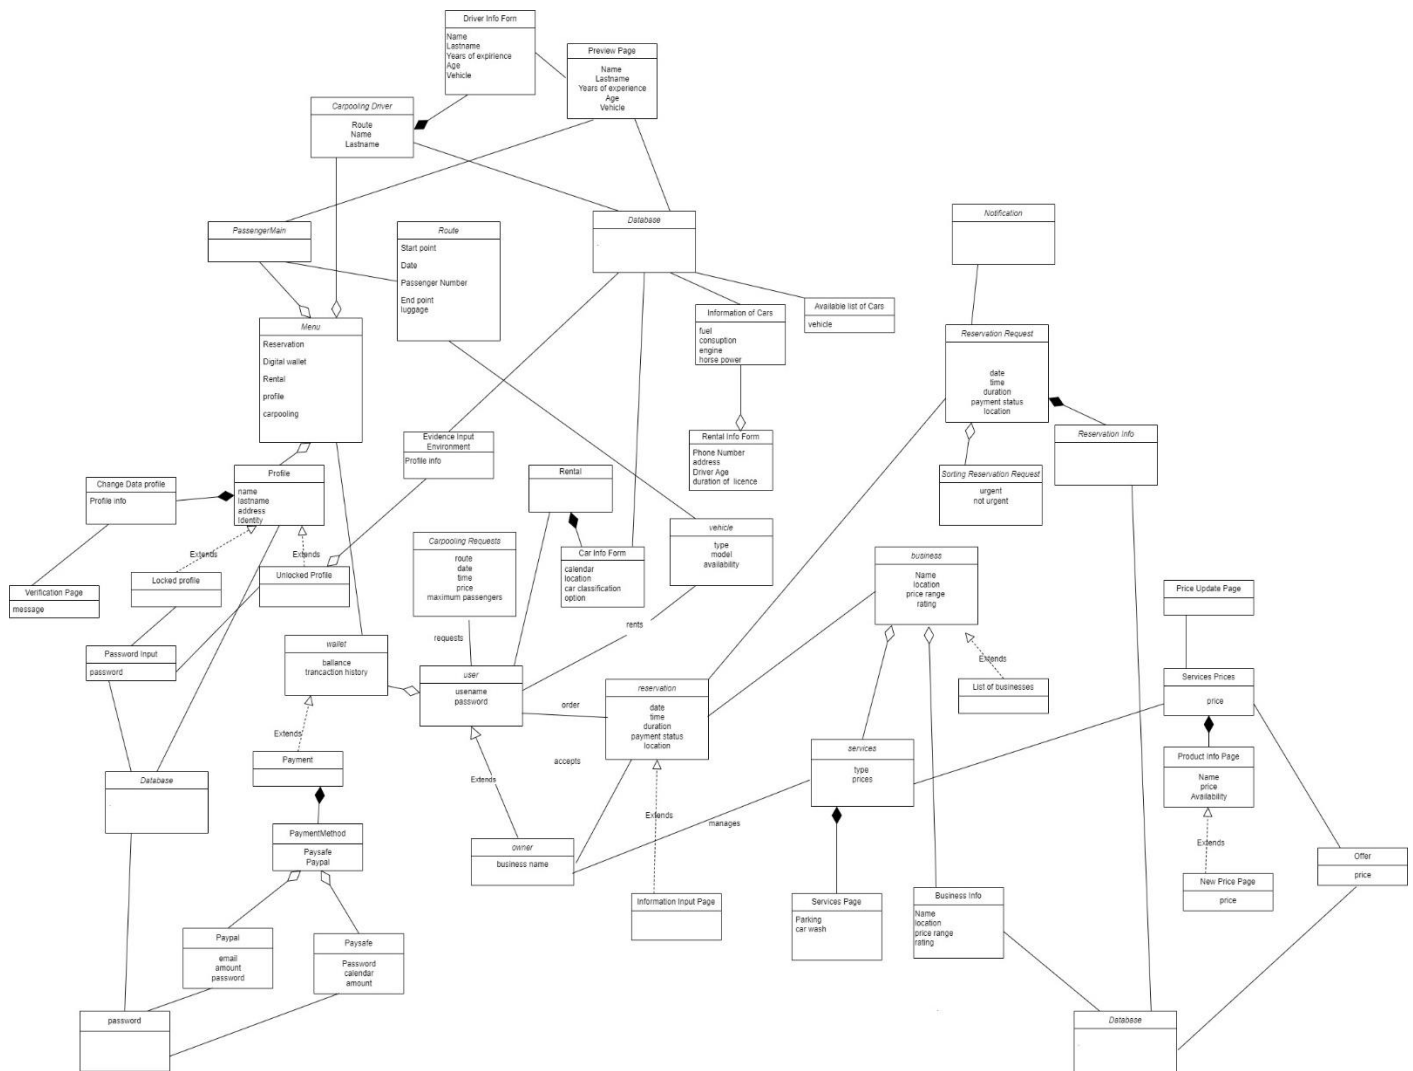 Driver Info Forn
Name
Lastname
Years of expirience
Age
Vehicle
Preview Page
Name
Lastname
Years of experience
Age
Vehicle
Carpooling Driver
Route
Name
Lastname
PassengerMain
Route
Start point
Date
Passenger Number
End point
luggage
Database
Notification
Menu
Reservation
Digital wallet
Rental
profile
carpooling
Information of Cars
fuel
consuption
engine
horse power
Available list of Cars
vehicle
Reservation Request
date
time
duration
payment status
location
Reservation Info
Rental Info Form
Phone Number
address
Driver Age
duration of licence
Sorting Reservation Request
urgent
not urgent
Evidence Input
Environment
Profile info
Rental
Profile
name
lastname
address
Identity
Change Data profile
Profile info
Extends
Extends
Locked profile
Unlocked Profile
Verification Page
message
Carpooling Requests
route
date
time
price
maximum passengers
Car Info Form
calendar
location
car classification
option
vehicle
type
model
availability
business
Name
location
price range
rating
Price Update Page
Password Input
password
wallet
ballance
trancaction history
requests
rents
user
usename
password
order
reservation
date
time
duration
payment status
location
Extends
List of businesses
Services Prices
price
Extends
Payment
accepts
services
type
prices
Product info Page
Name
price
Availability
Database
Extends
Extends
manages
Extends
PaymentMethod
Paysafe
Paypal
owner
business name
Offer
price
New Price Page
price
Information Input Page
Services Page
Parking
car wash
Business Info
Name
location
price range
rating
Paypal
email
amount
password
Paysafe
Password
calendar
amount
password
Database